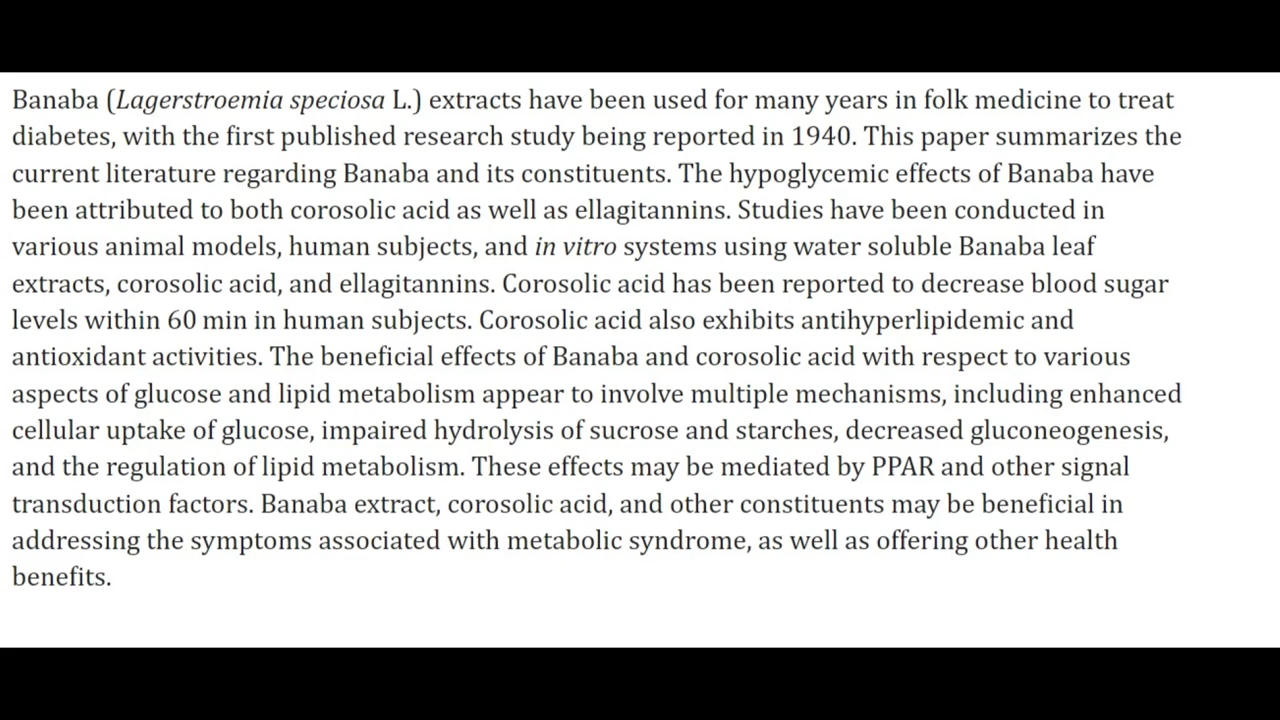 Banaba (Lagerstroemia speciosa L.) extracts have been used for many years in folk medicine to treat
diabetes, with the first published research study being reported in 1940. This paper summarizes the
current literature regarding Banaba and its constituents. The hypoglycemic effects of Banaba have
been attributed to both corosolic acid as well as ellagitannins. Studies have been conducted in
various animal models, human subjects, and in vitro systems using water soluble Banaba leaf
extracts, corosolic acid, and ellagitannins. Corosolic acid has been reported to decrease blood sugar
levels within 60 min in human subjects. Corosolic acid also exhibits antihyperlipidemic and
antioxidant activities. The beneficial effects of Banaba and corosolic acid with respect to various
aspects of glucose and lipid metabolism appear to involve multiple mechanisms, including enhanced
cellular uptake of glucose, impaired hydrolysis of sucrose and starches, decreased gluconeogenesis,
and the regulation of lipid metabolism. These effects may be mediated by PPAR and other signal
transduction factors. Banaba extract, corosolic acid, and other constituents may be beneficial in
addressing the symptoms associated with metabolic syndrome, as well as offering other health
benefits.